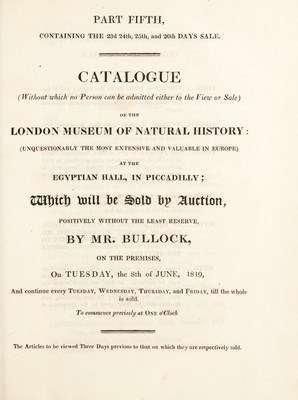 PART FIFTH,
CONTAINING THE 23d 24th, 25th, and 26th DAYS SALE.
CATALOGUE
(Without which no Person can be admitted either to the View or Sale)
OF THE
LONDON MUSEUM OF NATURAL HISTORY:
(UNQUESTIONABLY THE MOST EXTENSIVE AND VALUABLE IN EUROPE)
AT THE
EGYPTIAN HALL, IN PICCADILLY;
Which will be Sold by Auction,
POSITIVELY WITHOUT THE LEAST RESERVE,
BY MR. BULLOCK,
ON THE PREMISES,
On TUESDAY, the 8th of JUNE, 1819,
And continue every TUESDAY, WEDNESDAY, THURSDAY, and FRIDAY, till the whole
is sold.
To commence precisely at ONE o'Clock
The Articles to be viewed Three Days previous to that on which they are respectively sold.